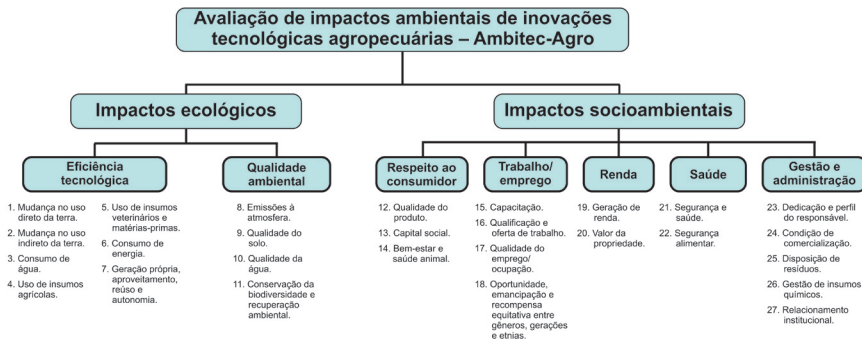 Avaliação de impactos ambientais de inovações
tecnológicas agropecuárias – Ambitec-Agro
Impactos ecológicos
Impactos socioambientais
Eficiência
tecnológica
Qualidade
ambiental
Respeito ao
consumidor
Trabalho/
emprego
Renda
Saúde
Gestão e
administração
1. Mudança no uso
direto da terra.
2. Mudança no uso
indireto da terra.
3. Consumo de
água.
4. Uso de insumos
agrícolas.
5. Uso de insumos
veterinários e
matérias-primas.
6. Consumo de
energia.
7. Geração própria,
aproveitamento,
reúso e
autonomia.
8. Emissões à
atmosfera.
9. Qualidade do
solo.
10. Qualidade da
água.
11. Conservação da
biodiversidade e
recuperação
ambiental.
12. Qualidade do
produto.
13. Capital social.
14. Bem-estar e
saúde animal.
15. Capacitação.
16. Qualificação e
oferta de trabalho.
17. Qualidade do
emprego/
ocupação.
18. Oportunidade,
emancipação e
recompensa
equitativa entre
gêneros, gerações
e etnias.
19. Geração de
renda.
20. Valor da
propriedade.
21. Segurança e
saúde.
22. Segurança
alimentar.
23. Dedicação e perfil
do responsável.
24. Condição de
comercialização.
25. Disposição de
resíduos.
26. Gestão de insumos
químicos.
27. Relacionamento
institucional.